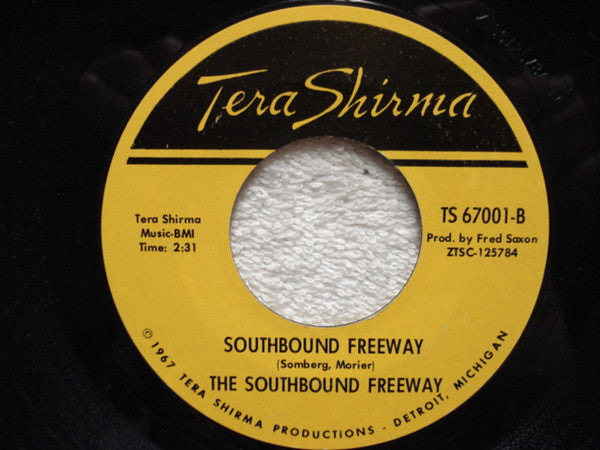 Tera Shirma
Tera Shirma
Music-BMI
Time: 2:31
TS 67001-B
Prod. by Fred Saxon
ZTSC-125784
SOUTHBOUND FREEWAY
(Somberg, Morier)
THE SOUTHBOUND FREEWAY
© 1967 TERA SHIRMA PRODUCTIONS - DETROIT, MICHIGAN